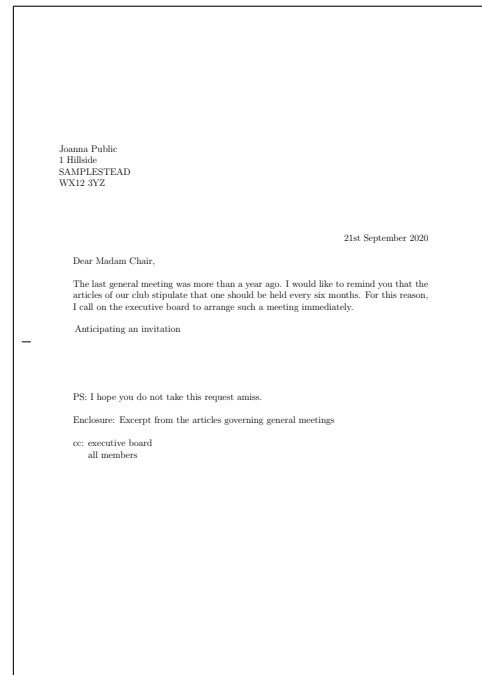 Joanna Public
1 Hillside
SAMPLESTEAD
WX12 3YZ
21st September 2020
Dear Madam Chair,
The last general meeting was more than a year ago. I would like to remind you that the
articles of our club stipulate that one should be held every six months. For this reason,
I call on the executive board to arrange such a meeting immediately.
Anticipating an invitation
PS: I hope you do not take this request amiss.
Enclosure: Excerpt from the articles governing general meetings
cc: executive board
all members